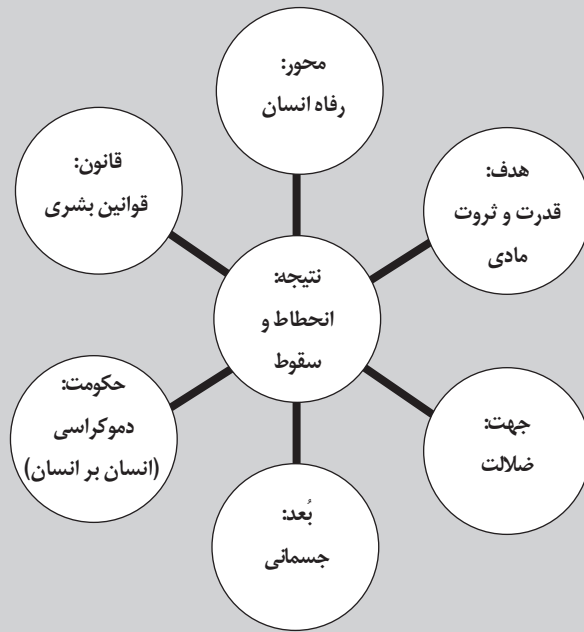 محور:
رفاه انسان
هدف:
قدرت و ثروت
مادی
قانون:
قوانین بشری
نتیجه:
انحطاط و
سقوط
جهت:
ضلالت
حکومت:
دموکراسی
(انسان بر انسان)
بُعد:
جسمانی